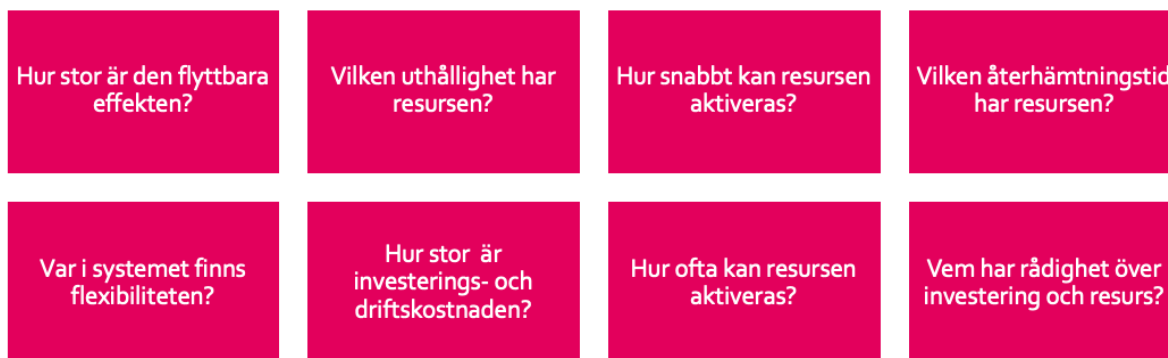 Hur stor är den flyttbara
effekten?
Vilken uthållighet har
resursen?
Hur snabbt kan resursen
aktiveras?
Vilken återhämtningstid
har resursen?
Var i systemet finns
flexibiliteten?
Hur stor är
investerings- och
driftskostnaden?
Hur ofta kan resursen
aktiveras?
Vem har rådighet över
investering och resurs?